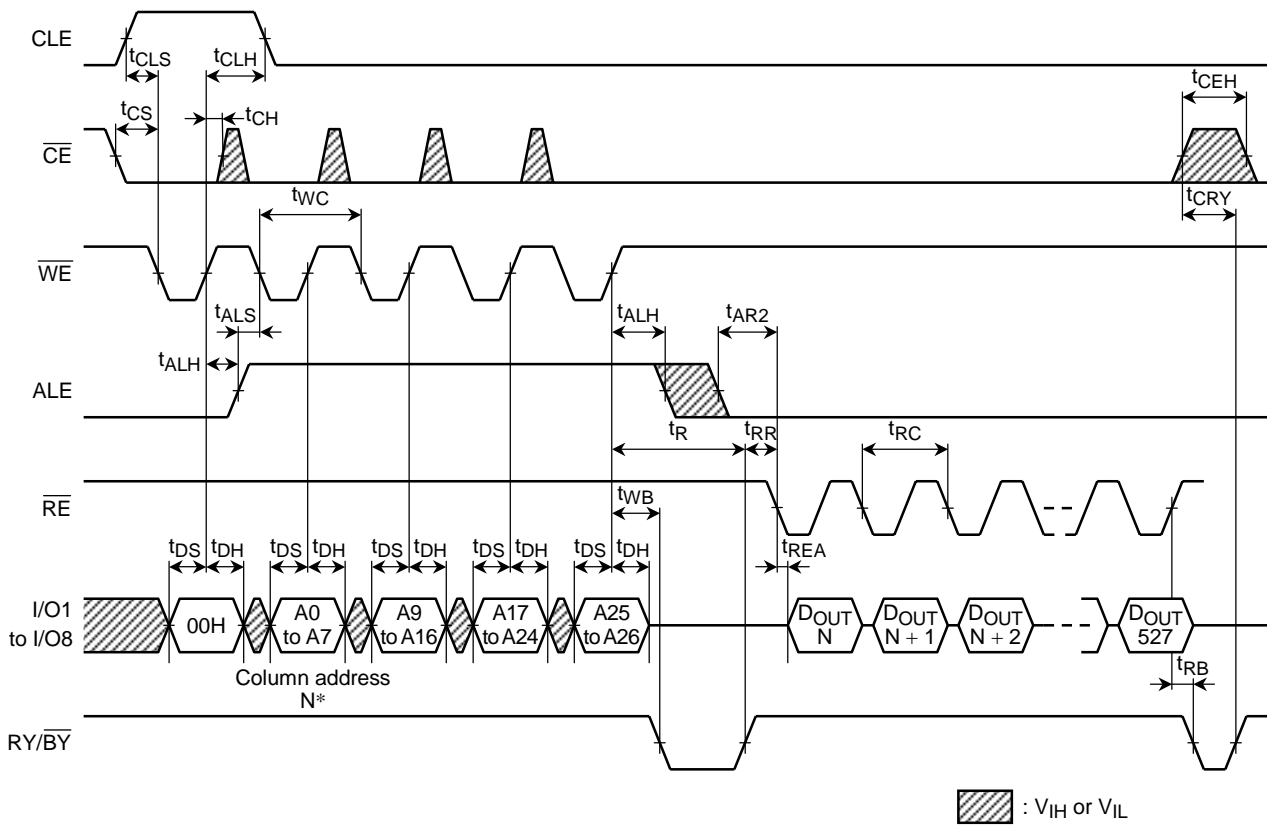 CLE
tCLS
tCLH
tCEH
tCS
tCH
CE
tWC
tCRY
WE
tALS
tALH
tAR2
tALH
ALE
tR
tRR
tRC
RE
tWB
tREA
tDS
tDH
tDS
tDH
tDS
tDH
tDS
tDH
tDS
tDH
I/O1
to I/O8
00H
A0
to A7
A9
to A16
A17
to A24
A25
to A26
DOUT
N
DOUT
N + 1
DOUT
N + 2
DOUT
527
Column address
N*
tRB
RY/BY
: VIH or VIL